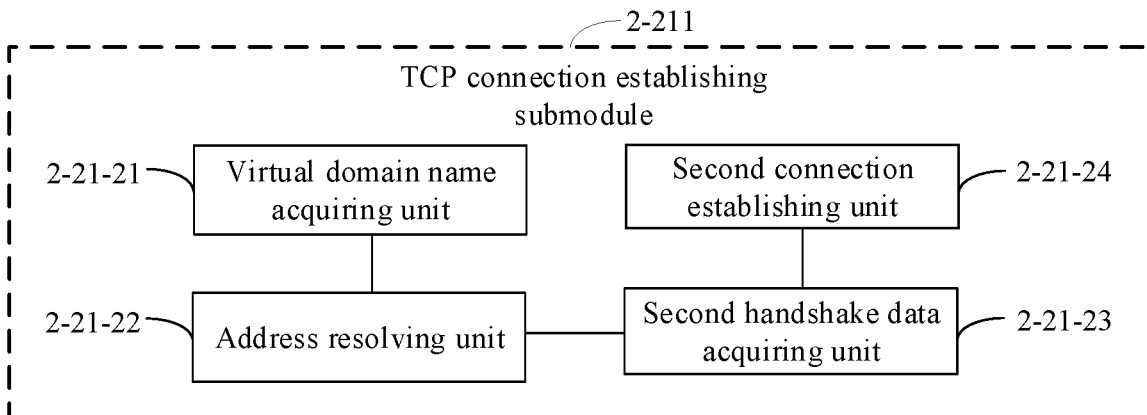 2-211
TCP connection establishing
submodule
2-21-21
Virtual domain name
acquiring unit
Second connection
establishing unit
2-21-24
2-21-22
Address resolving unit
Second handshake data
acquiring unit
2-21-23